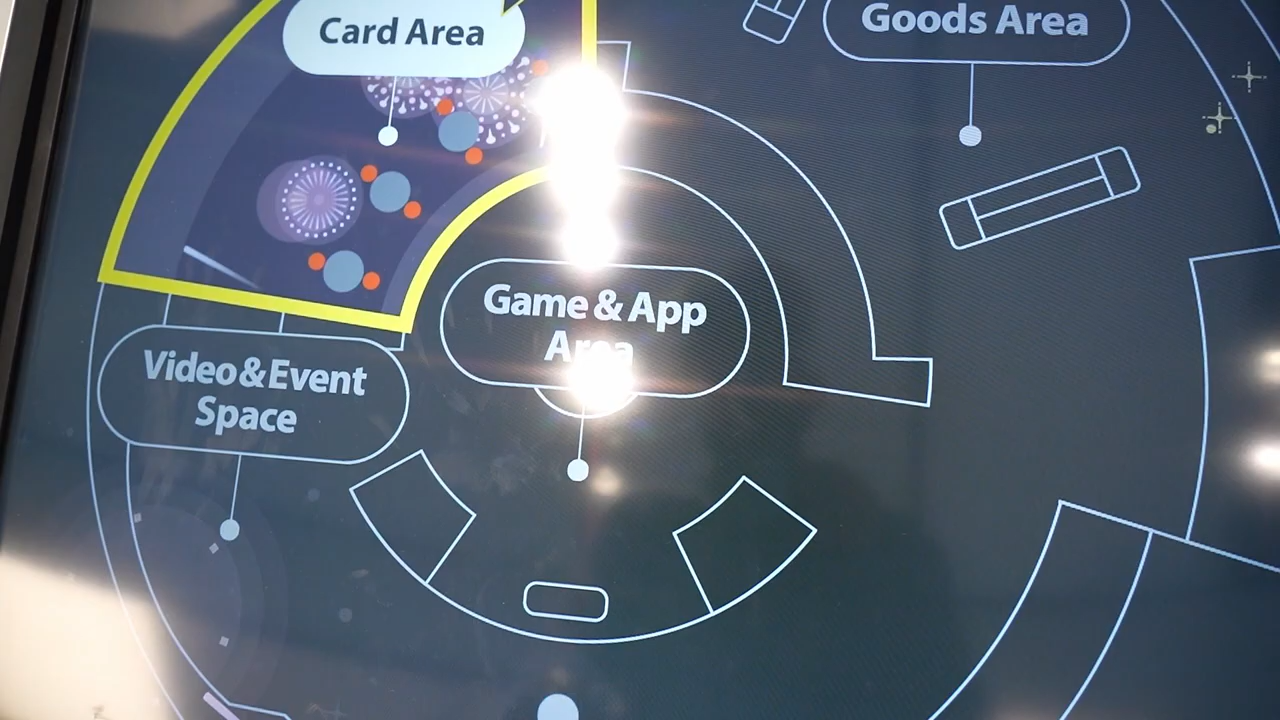 Card Area
Goods Area
Game & App
Area
Video & Event
Space